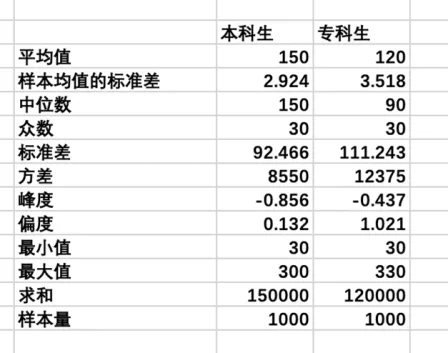 本科生 专科生
平均值 150 120
样本均值的标准差 2.924 3.518
中位数 150 90
众数 30 30
标准差 92.466 111.243
方差 8550 12375
峰度 -0.856 -0.437
偏度 0.132 1.021
最小值 30 30
最大值 300 330
求和 150000 120000
样本量 1000 1000